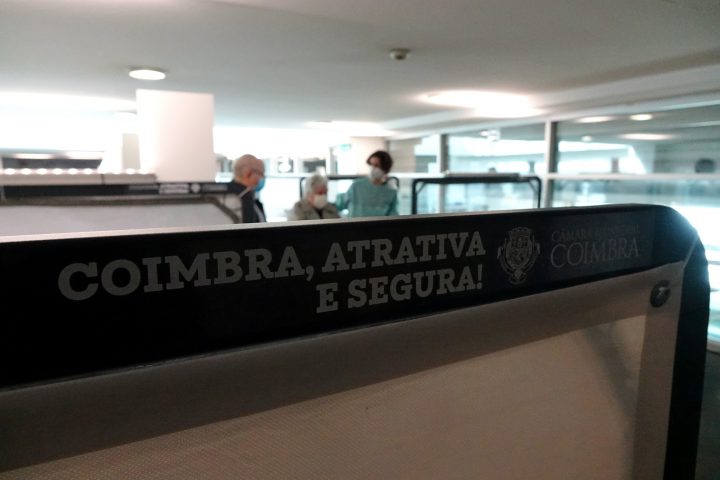 COIMBRA, ATRATIVA
E SEGURA!
CÂMARA MUNICIPAL
COIMBRA